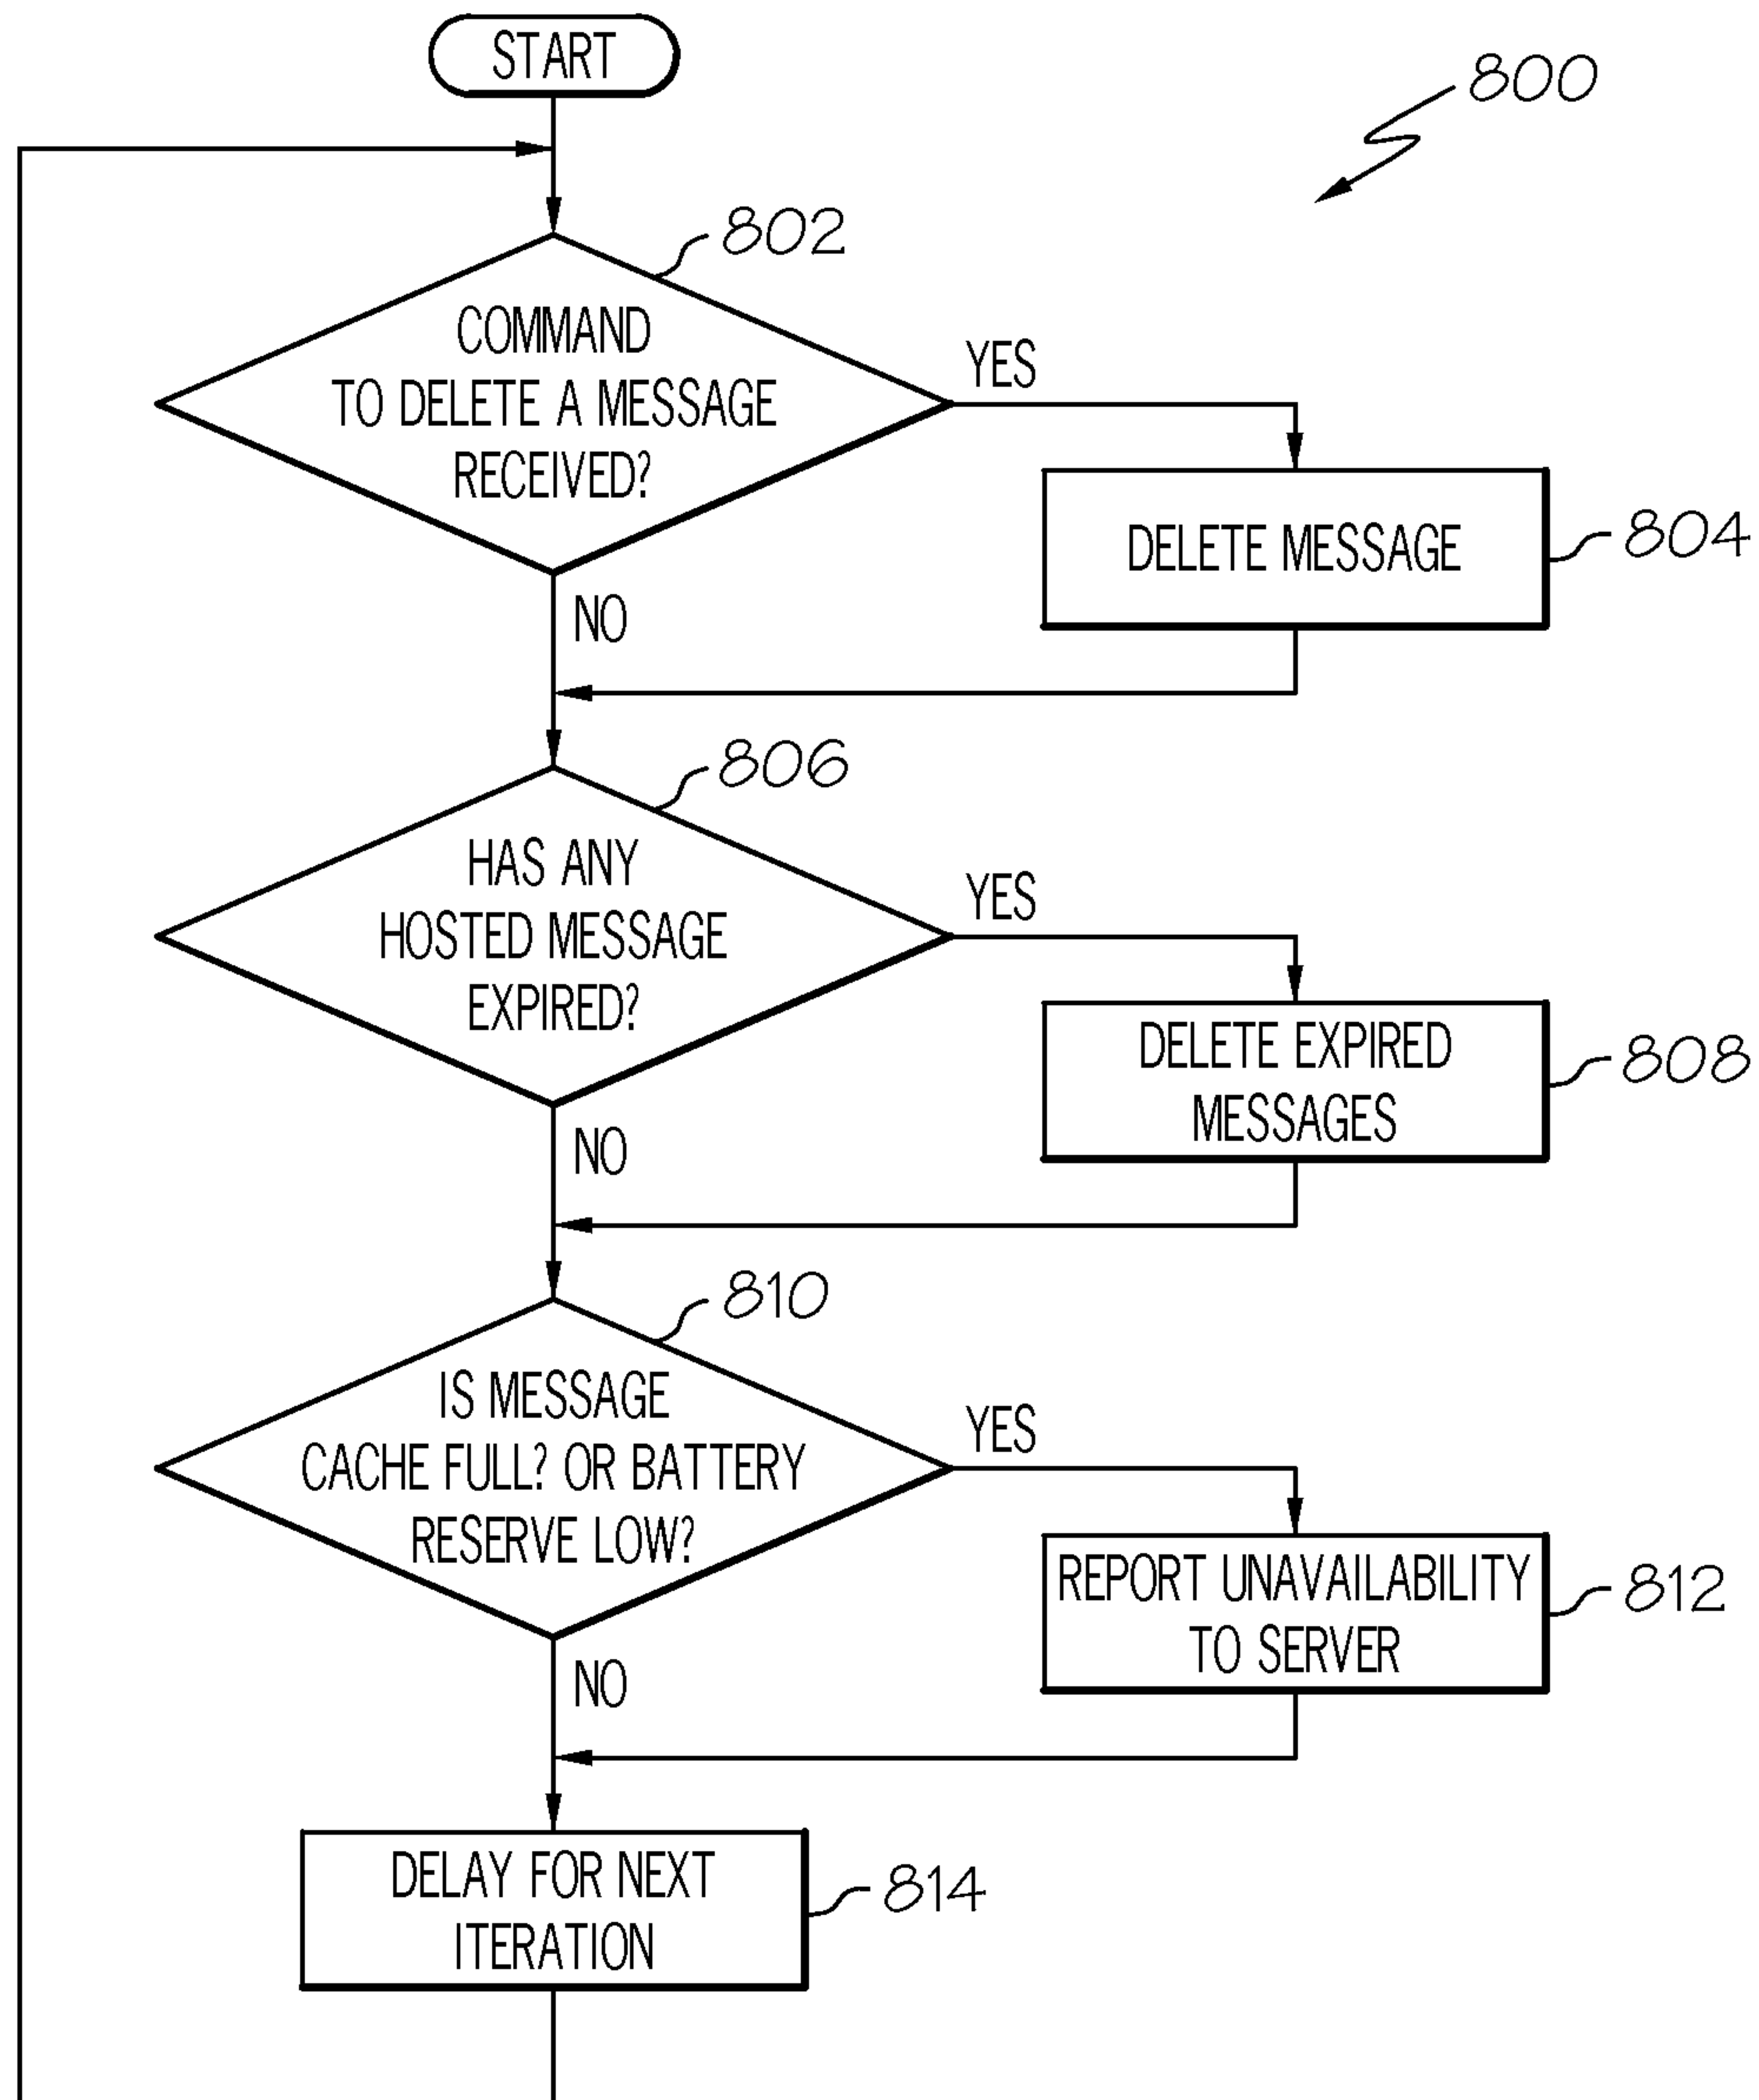 START
800
802
COMMAND
TO DELETE A MESSAGE
RECEIVED?
YES
DELETE MESSAGE
804
NO
806
HAS ANY
HOSTED MESSAGE
EXPIRED?
YES
DELETE EXPIRED
MESSAGES
808
NO
810
IS MESSAGE
CACHE FULL? OR BATTERY
RESERVE LOW?
YES
REPORT UNAVAILABILITY
TO SERVER
812
NO
DELAY FOR NEXT
ITERATION
814